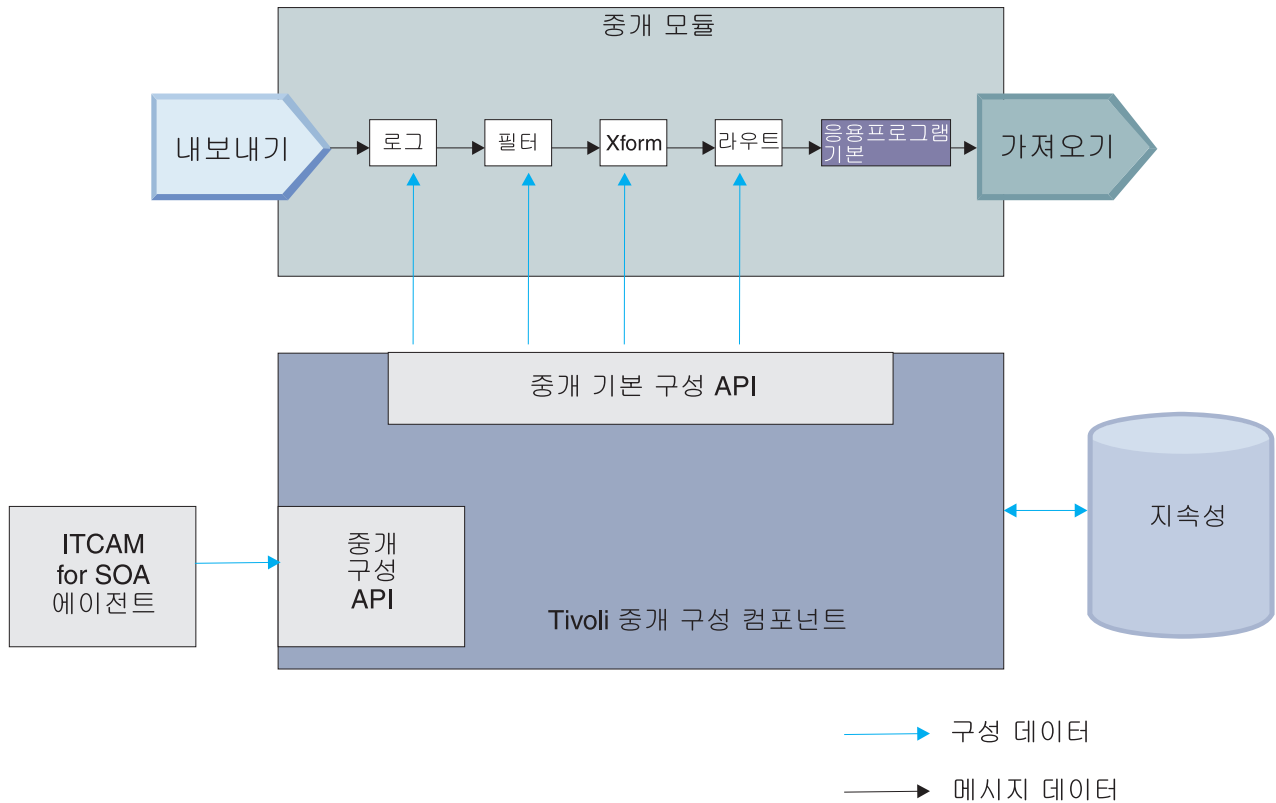 중개 모듈
내보내기
로그
필터
Xform
라우트
응용프로그램
기본
가져오기
중개 기본 구성 API
ITCAM
for SOA
에이전트
중개
구성
API
Tivoli 중개 구성 컴포넌트
지속성
구성 데이터
메시지 데이터